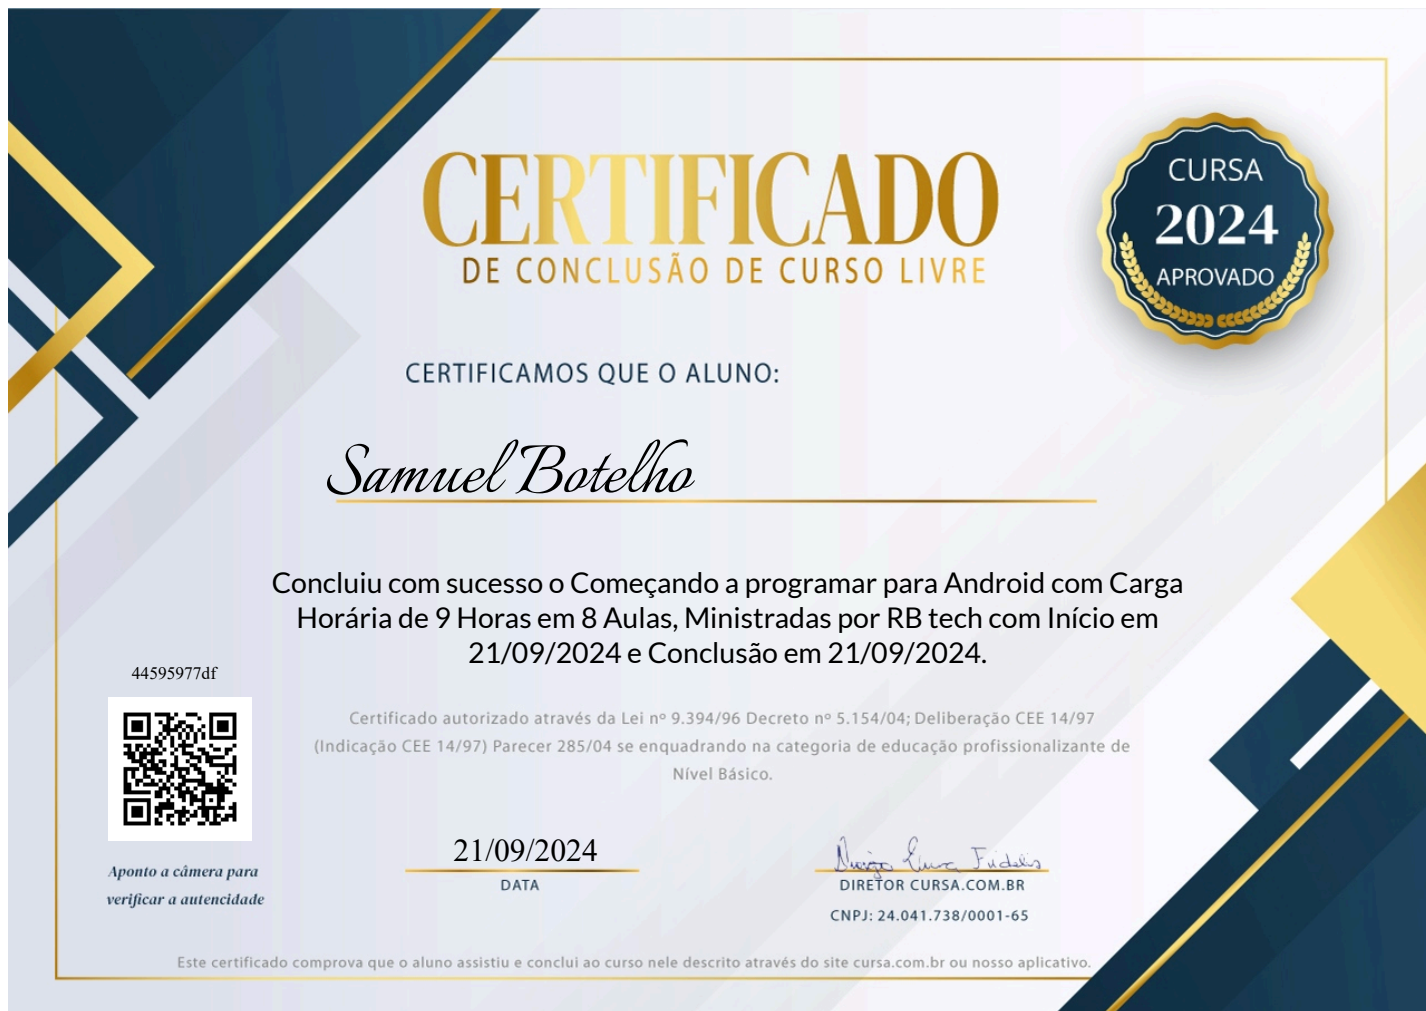 CERTIFICADO
DE CONCLUSÃO DE CURSO LIVRE
CURSA
2024
APROVADO
CERTIFICAMOS QUE O ALUNO:
Samuel Botelho
Concluiu com sucesso o Começando a programar para Android com Carga
Horária de 9 Horas em 8 Aulas, Ministradas por RB tech com Início em
21/09/2024 e Conclusão em 21/09/2024.
44595977df
Certificado autorizado através da Lei nº 9.394/96 Decreto nº 5.154/04; Deliberação CEE 14/97
(Indicação CEE 14/97) Parecer 285/04 se enquadrando na categoria de educação profissionalizante de
Nível Básico.
Aponto a câmera para
verificar a autencidade
21/09/2024
DATA
DIRETOR CURSA.COM.BR
CNPJ: 24.041.738/0001-65
Este certificado comprova que o aluno assistiu e conclui ao curso nele descrito através do site cursa.com.br ou nosso aplicativo.